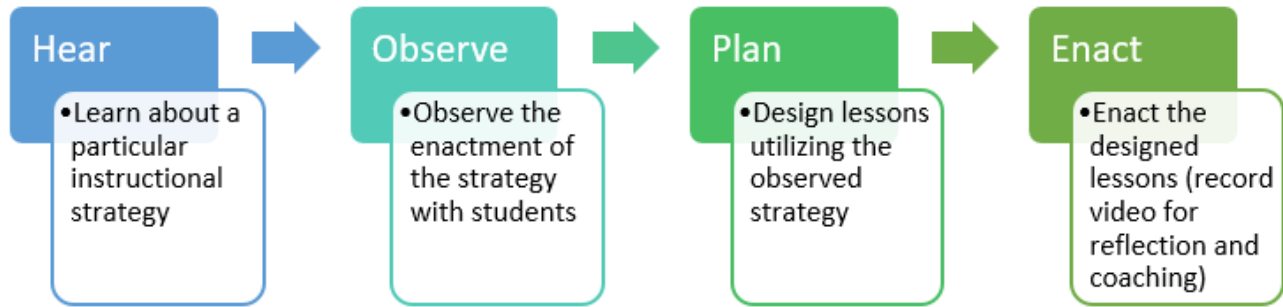 Hear
•Learn about a
particular
instructional
strategy
Observe
•Observe the
enactment of
the strategy
with students
Plan
•Design lessons
utilizing the
observed
strategy
Enact
•Enact the
designed
lessons (record
video for
reflection and
coaching)